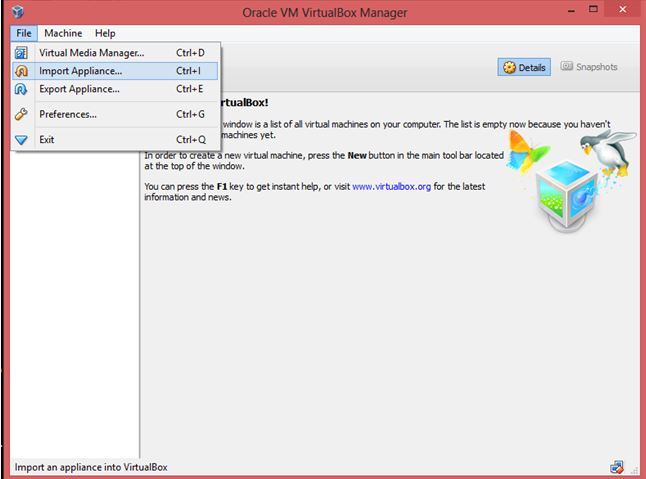 Oracle VM VirtualBox Manager
File Machine Help
Virtual Media Manager... Ctrl+D
Import Appliance... Ctrl+I
Export Appliance... Ctrl+E
Preferences... Ctrl+G
Exit Ctrl+Q
Details Snapshots
rtualBox!
window is a list of all virtual machines on your computer. The list is empty now because you haven't
machines yet.
In order to create a new virtual machine, press the New button in the main tool bar located
at the top of the window.
You can press the F1 key to get instant help, or visit www.virtualbox.org for the latest
information and news.
Import an appliance into VirtualBox